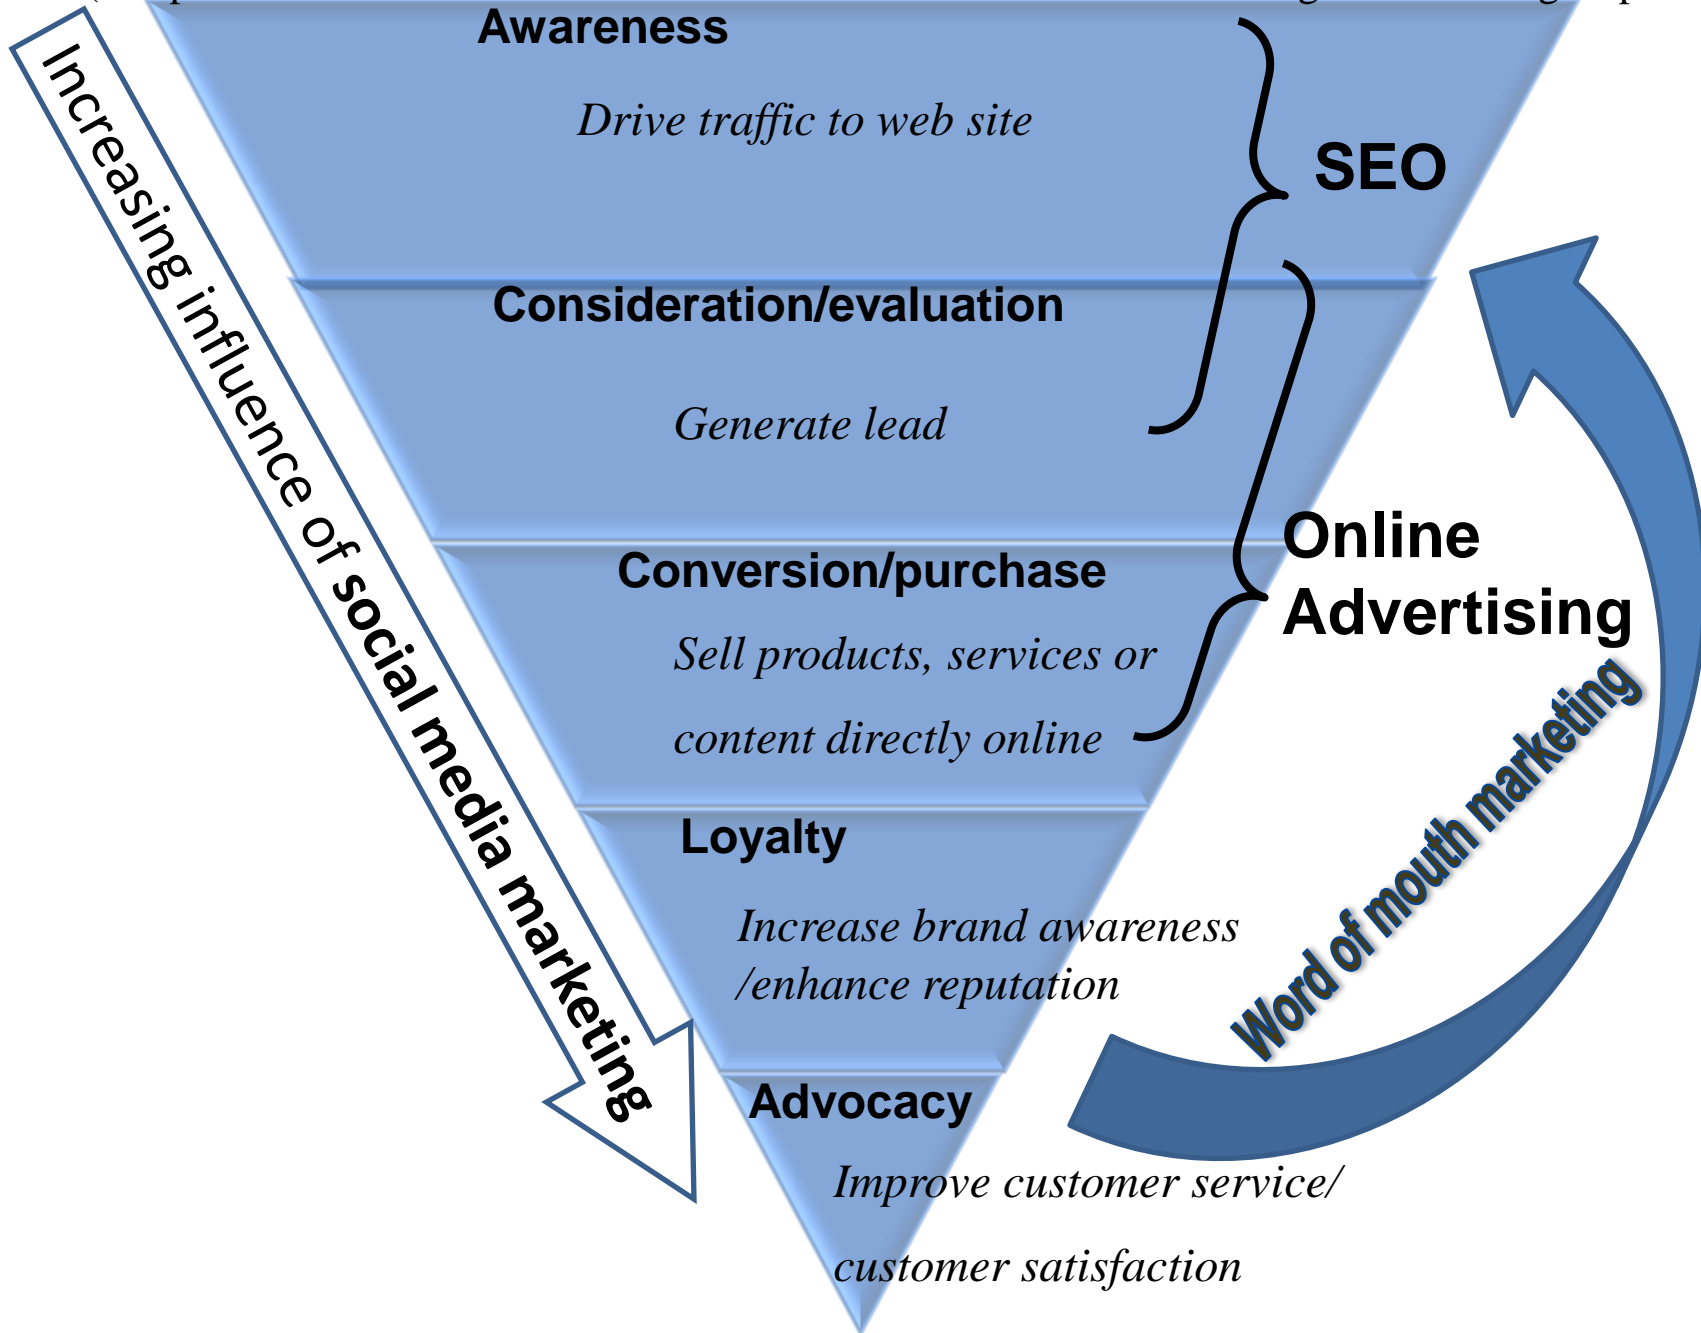 Awareness
Drive traffic to web site
SEO
Increasing influence of social media marketing
Consideration/evaluation
Generate lead
Online
Advertising
Conversion/purchase
Sell products, services or
content directly online
Word of mouth marketing
Loyalty
Increase brand awareness
/enhance reputation
Advocacy
Improve customer service/
customer satisfaction